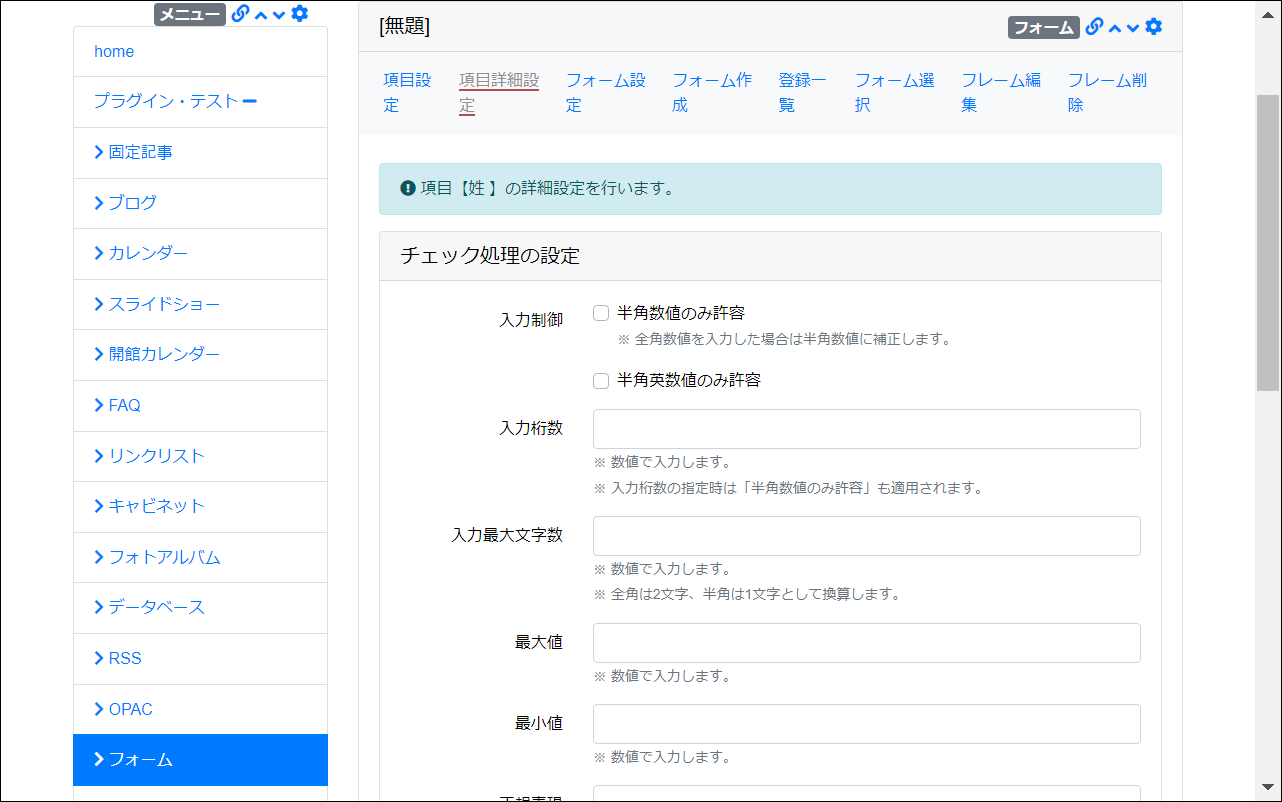 メニュー
home
プラグイン・テスト
固定記事
ブログ
カレンダー
スライドショー
開館カレンダー
FAQ
リンクリスト
キャビネット
フォトアルバム
データベース
RSS
OPAC
フォーム
[無題]
フォーム
項目設
定
項目詳細設
定
フォーム設
定
フォーム作
成
登録一
覧
フォーム選
択
フレーム編
集
フレーム削
除
項目【姓 】の詳細設定を行います。
チェック処理の設定
入力制御
半角数値のみ許容
※ 全角数値を入力した場合は半角数値に補正します。
半角英数値のみ許容
入力桁数
※ 数値で入力します。
※ 入力桁数の指定時は「半角数値のみ許容」も適用されます。
入力最大文字数
※ 数値で入力します。
※ 全角は2文字、半角は1文字として換算します。
最大値
※ 数値で入力します。
最小値
※ 数値で入力します。